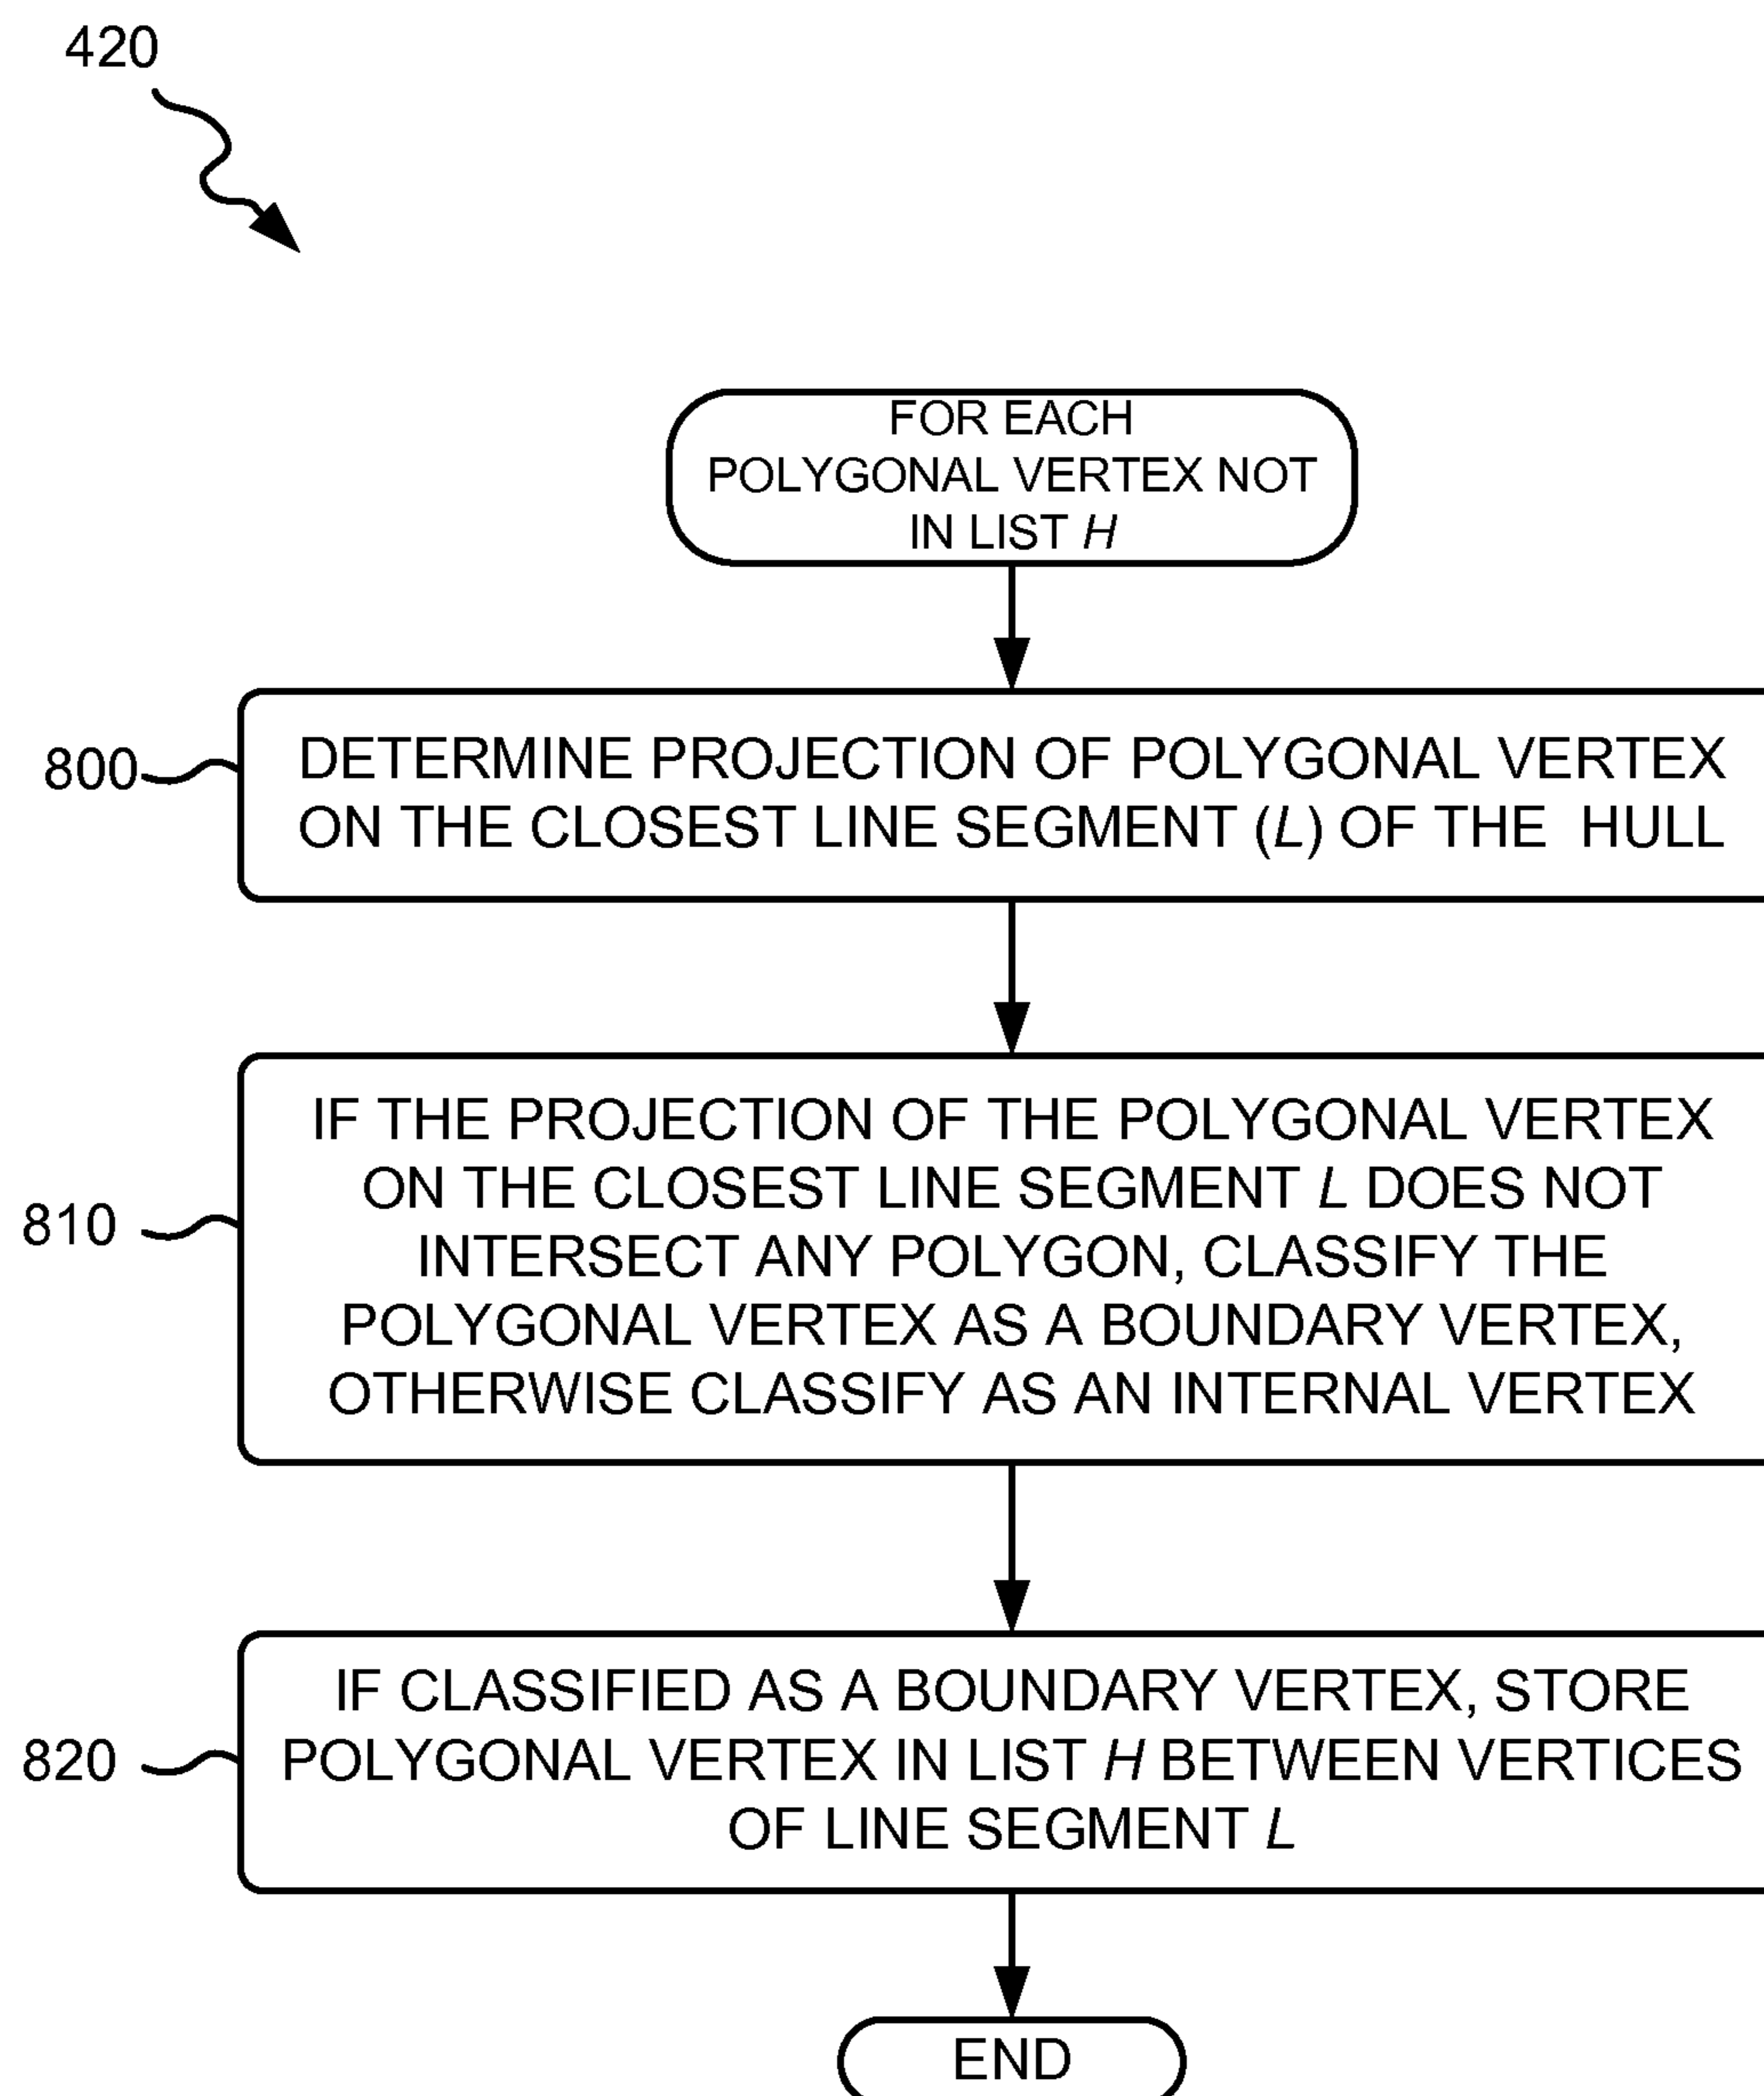 420
FOR EACH
POLYGONAL VERTEX NOT
IN LIST H
800
DETERMINE PROJECTION OF POLYGONAL VERTEX
ON THE CLOSEST LINE SEGMENT (L) OF THE HULL
810
IF THE PROJECTION OF THE POLYGONAL VERTEX
ON THE CLOSEST LINE SEGMENT L DOES NOT
INTERSECT ANY POLYGON, CLASSIFY THE
POLYGONAL VERTEX AS A BOUNDARY VERTEX,
OTHERWISE CLASSIFY AS AN INTERNAL VERTEX
820
IF CLASSIFIED AS A BOUNDARY VERTEX, STORE
POLYGONAL VERTEX IN LIST H BETWEEN VERTICES
OF LINE SEGMENT L
END